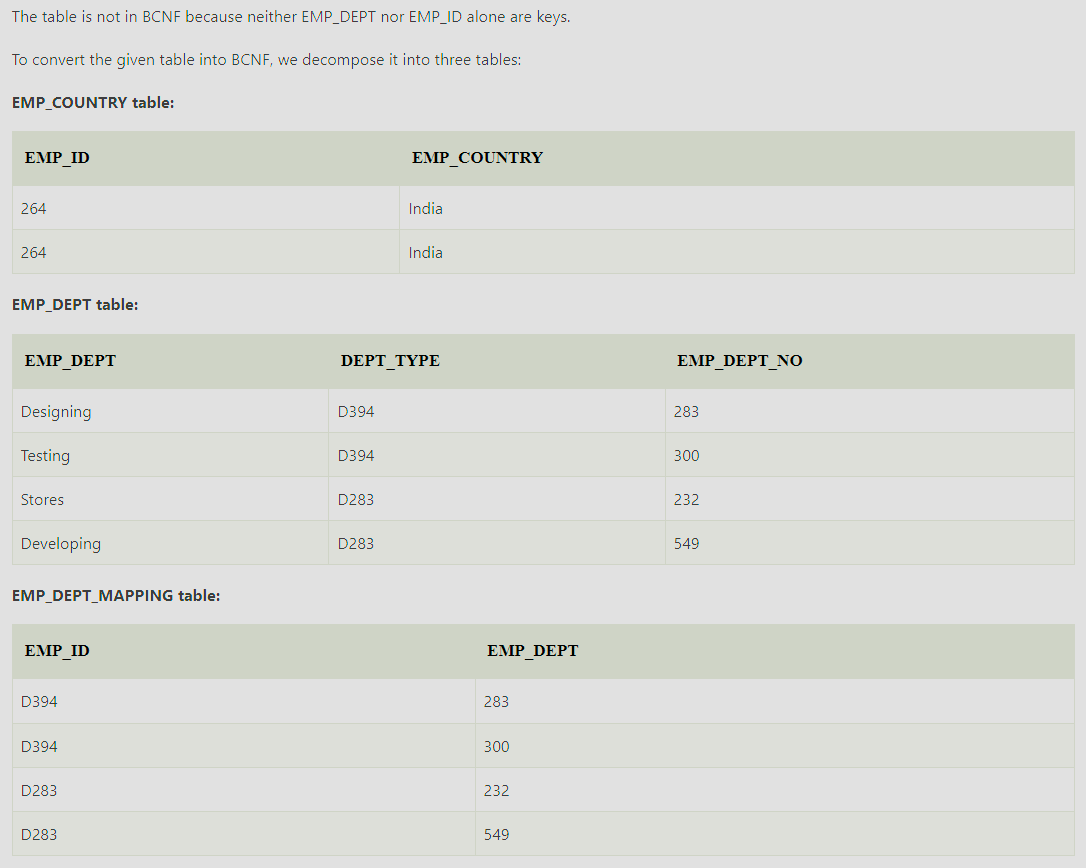 The table is not in BCNF because neither EMP_DEPT nor EMP_ID alone are keys.
To convert the given table into BCNF, we decompose it into three tables:
EMP_COUNTRY table:
EMP_ID EMP_COUNTRY
264 India
264 India
EMP_DEPT table:
EMP_DEPT DEPT_TYPE EMP_DEPT_NO
Designing D394 283
Testing D394 300
Stores D283 232
Developing D283 549
EMP_DEPT_MAPPING table:
EMP_ID EMP_DEPT
D394 283
D394 300
D283 232
D283 549